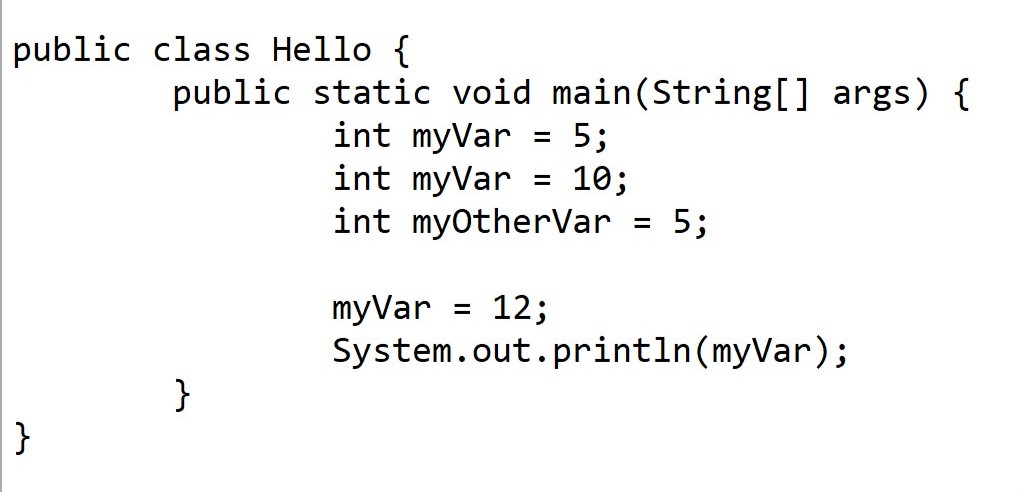 public class Hello {
public static void main(String[] args) {
int myVar = 5;
int myVar = 10;
int myOtherVar = 5;
myVar = 12;
System.out.println(myVar);
}
}